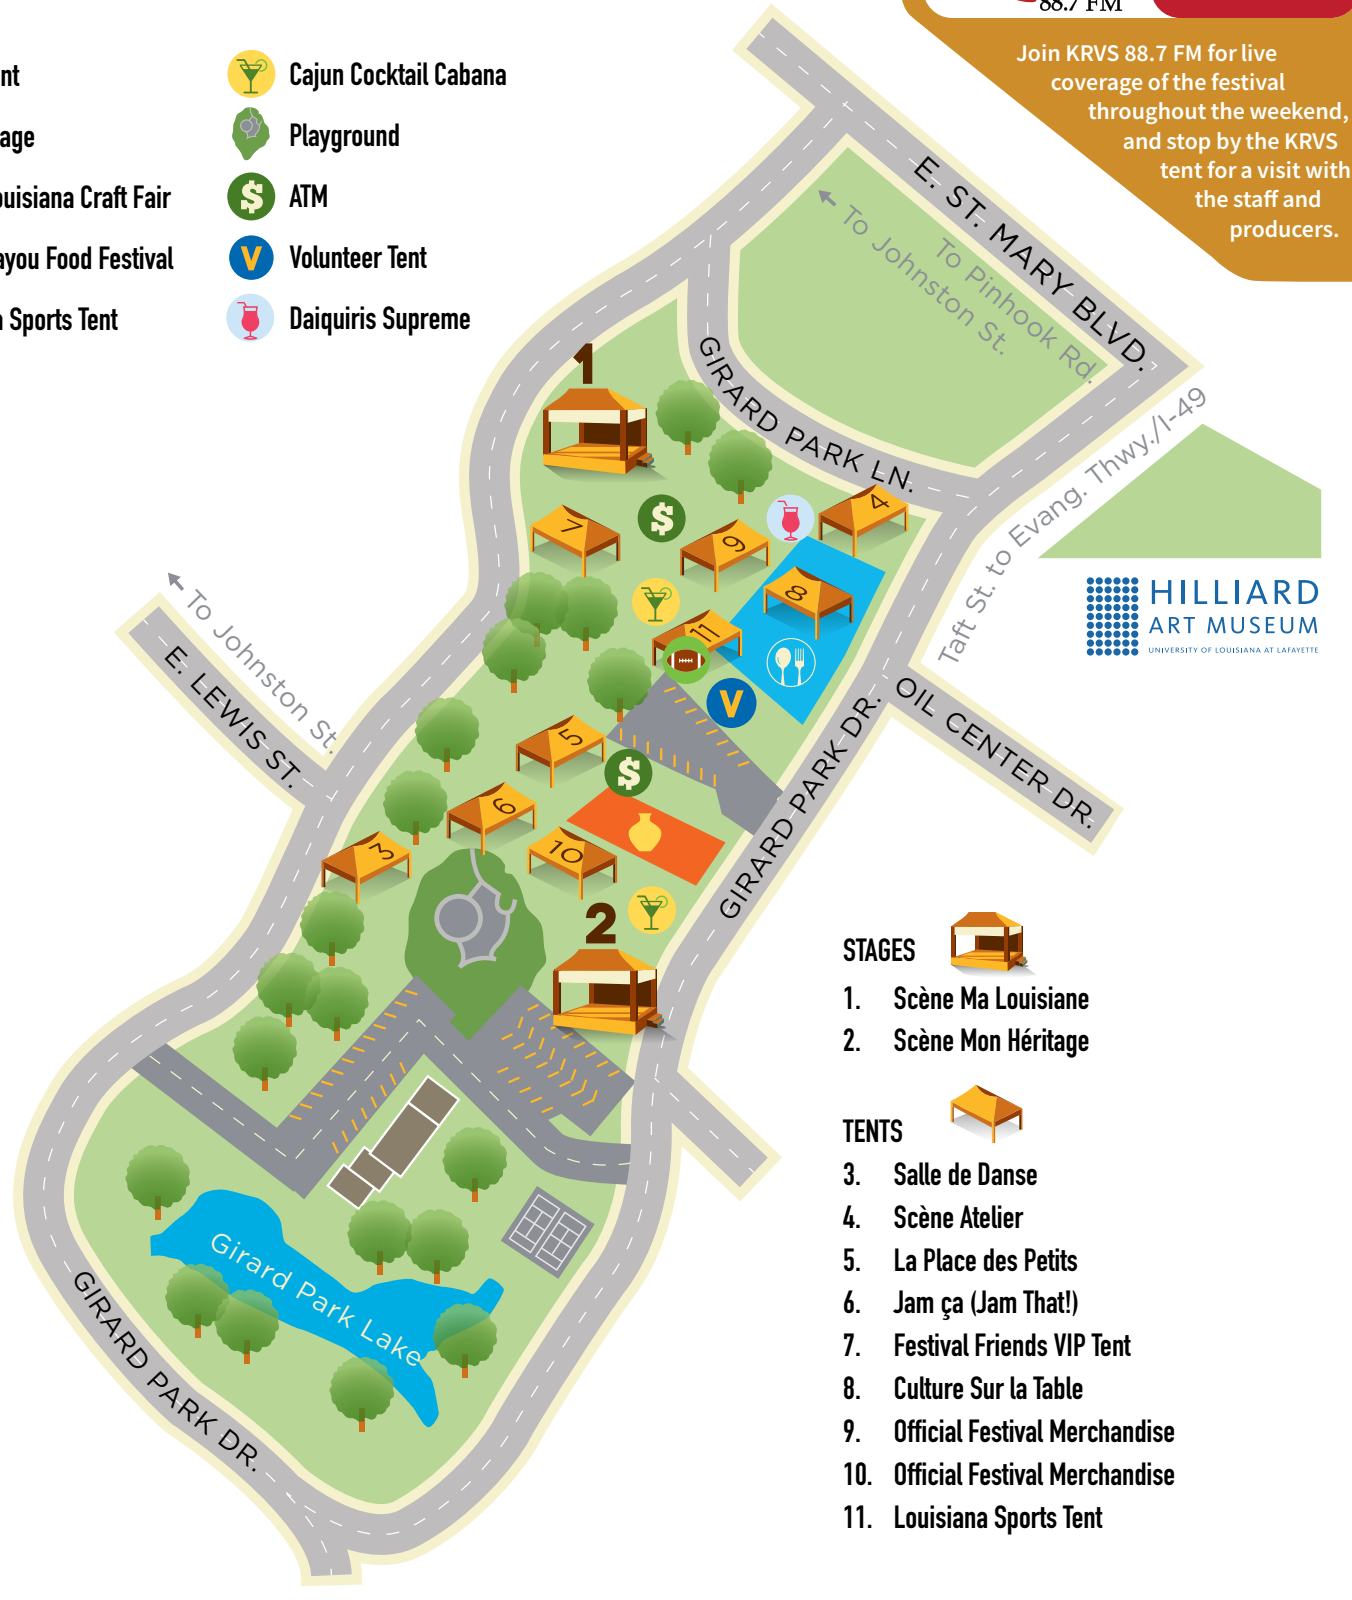 88.7 FM
Join KRVS 88.7 FM for live
coverage of the festival
throughout the weekend,
and stop by the KRVS
tent for a visit with
the staff and
producers.
Craft Fair
Food Festival
Sports Tent
Cajun Cocktail Cabana
Playground
$ ATM
V Volunteer Tent
Daiquiris Supreme
E. ST. MARY BLVD.
To Johnston St.
To Pinhook Rd.
GIRARD PARK LN.
Taft St. to Evang. Thwy./I-49
HILLIARD
ART MUSEUM
UNIVERSITY OF LOUISIANA AT LAFAYETTE
1
4
7
$
9
8
11
V
To Johnston St.
E. LEWIS ST.
5
$
6
3
10
2
GIRARD PARK DR.
OIL CENTER DR.
Girard Park Lake
GIRARD PARK DR.
STAGES
1. Scène Ma Louisiane
2. Scène Mon Héritage
TENTS
3. Salle de Danse
4. Scène Atelier
5. La Place des Petits
6. Jam ça (Jam That!)
7. Festival Friends VIP Tent
8. Culture Sur la Table
9. Official Festival Merchandise
10. Official Festival Merchandise
11. Louisiana Sports Tent